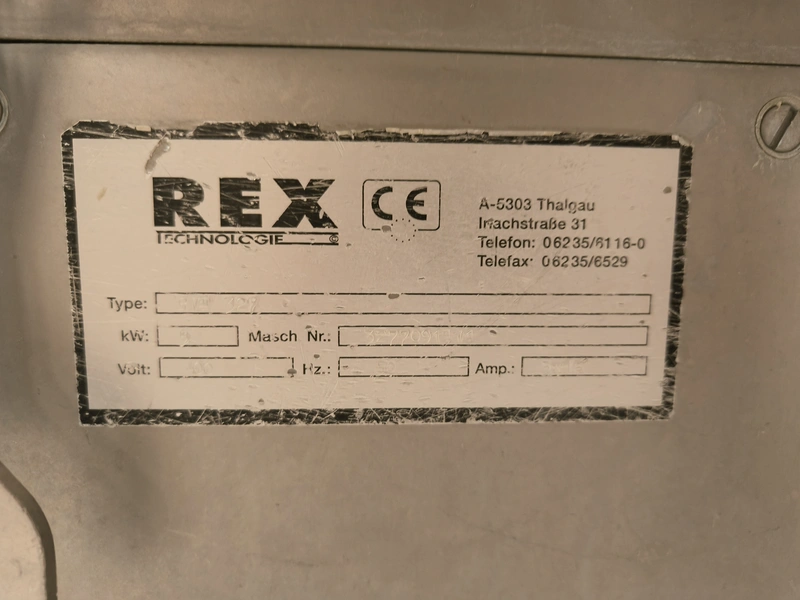 REX
TECHNOLOGIE ©
CE
A-5303 Thalgau
Irlachstraße 31
Telefon: 06235/6116-0
Telefax: 06235/6529
Type:
kW:
Masch Nr.:
Volt:
Hz.:
Amp.: